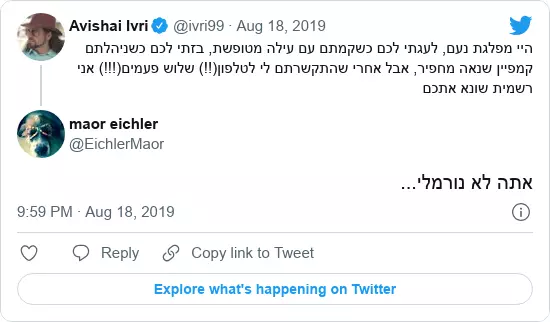 Avishai Ivri @ivri99 · Aug 18, 2019
היי מפלגת נעם, לעגתי לכם כשקמתם עם עילה מטופשת, בזתי לכם כשניהלתם
קמפיין שנאה מחפיר, אבל אחרי שהתקשרתם לי לטלפון(!!) שלוש פעמים(!!!) אני
רשמית שונא אתכם
maor eichler
@EichlerMaor
אתה לא נורמלי...
9:59 PM · Aug 18, 2019
Reply
Copy link to Tweet
Explore what's happening on Twitter